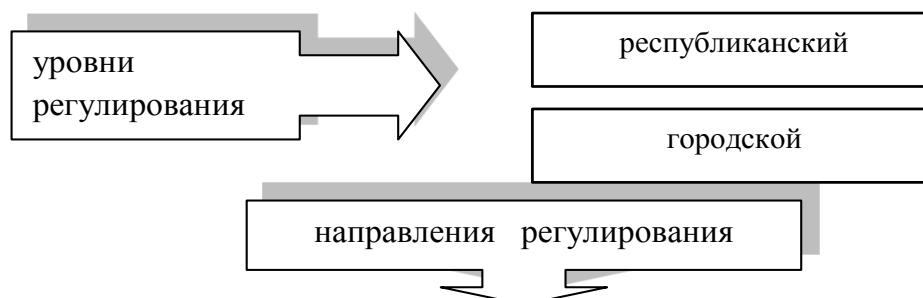 уровни
регулирования
республиканский
городской
направления регулирования